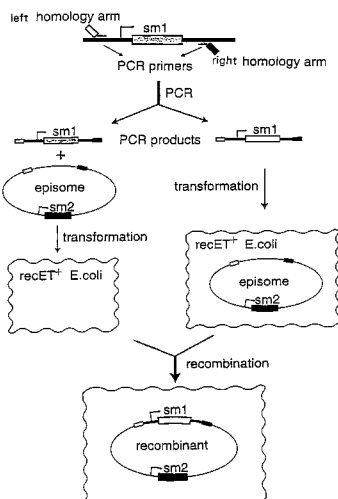 left homology arm
sm1
PCR primers
right homology arm
PCR
sm1
PCR products
sm1
+
episome
sm2
transformation
transformation
recET+ E.coli
recET+ E.coli
episome
sm2
recombination
sm1
recombinant
sm2